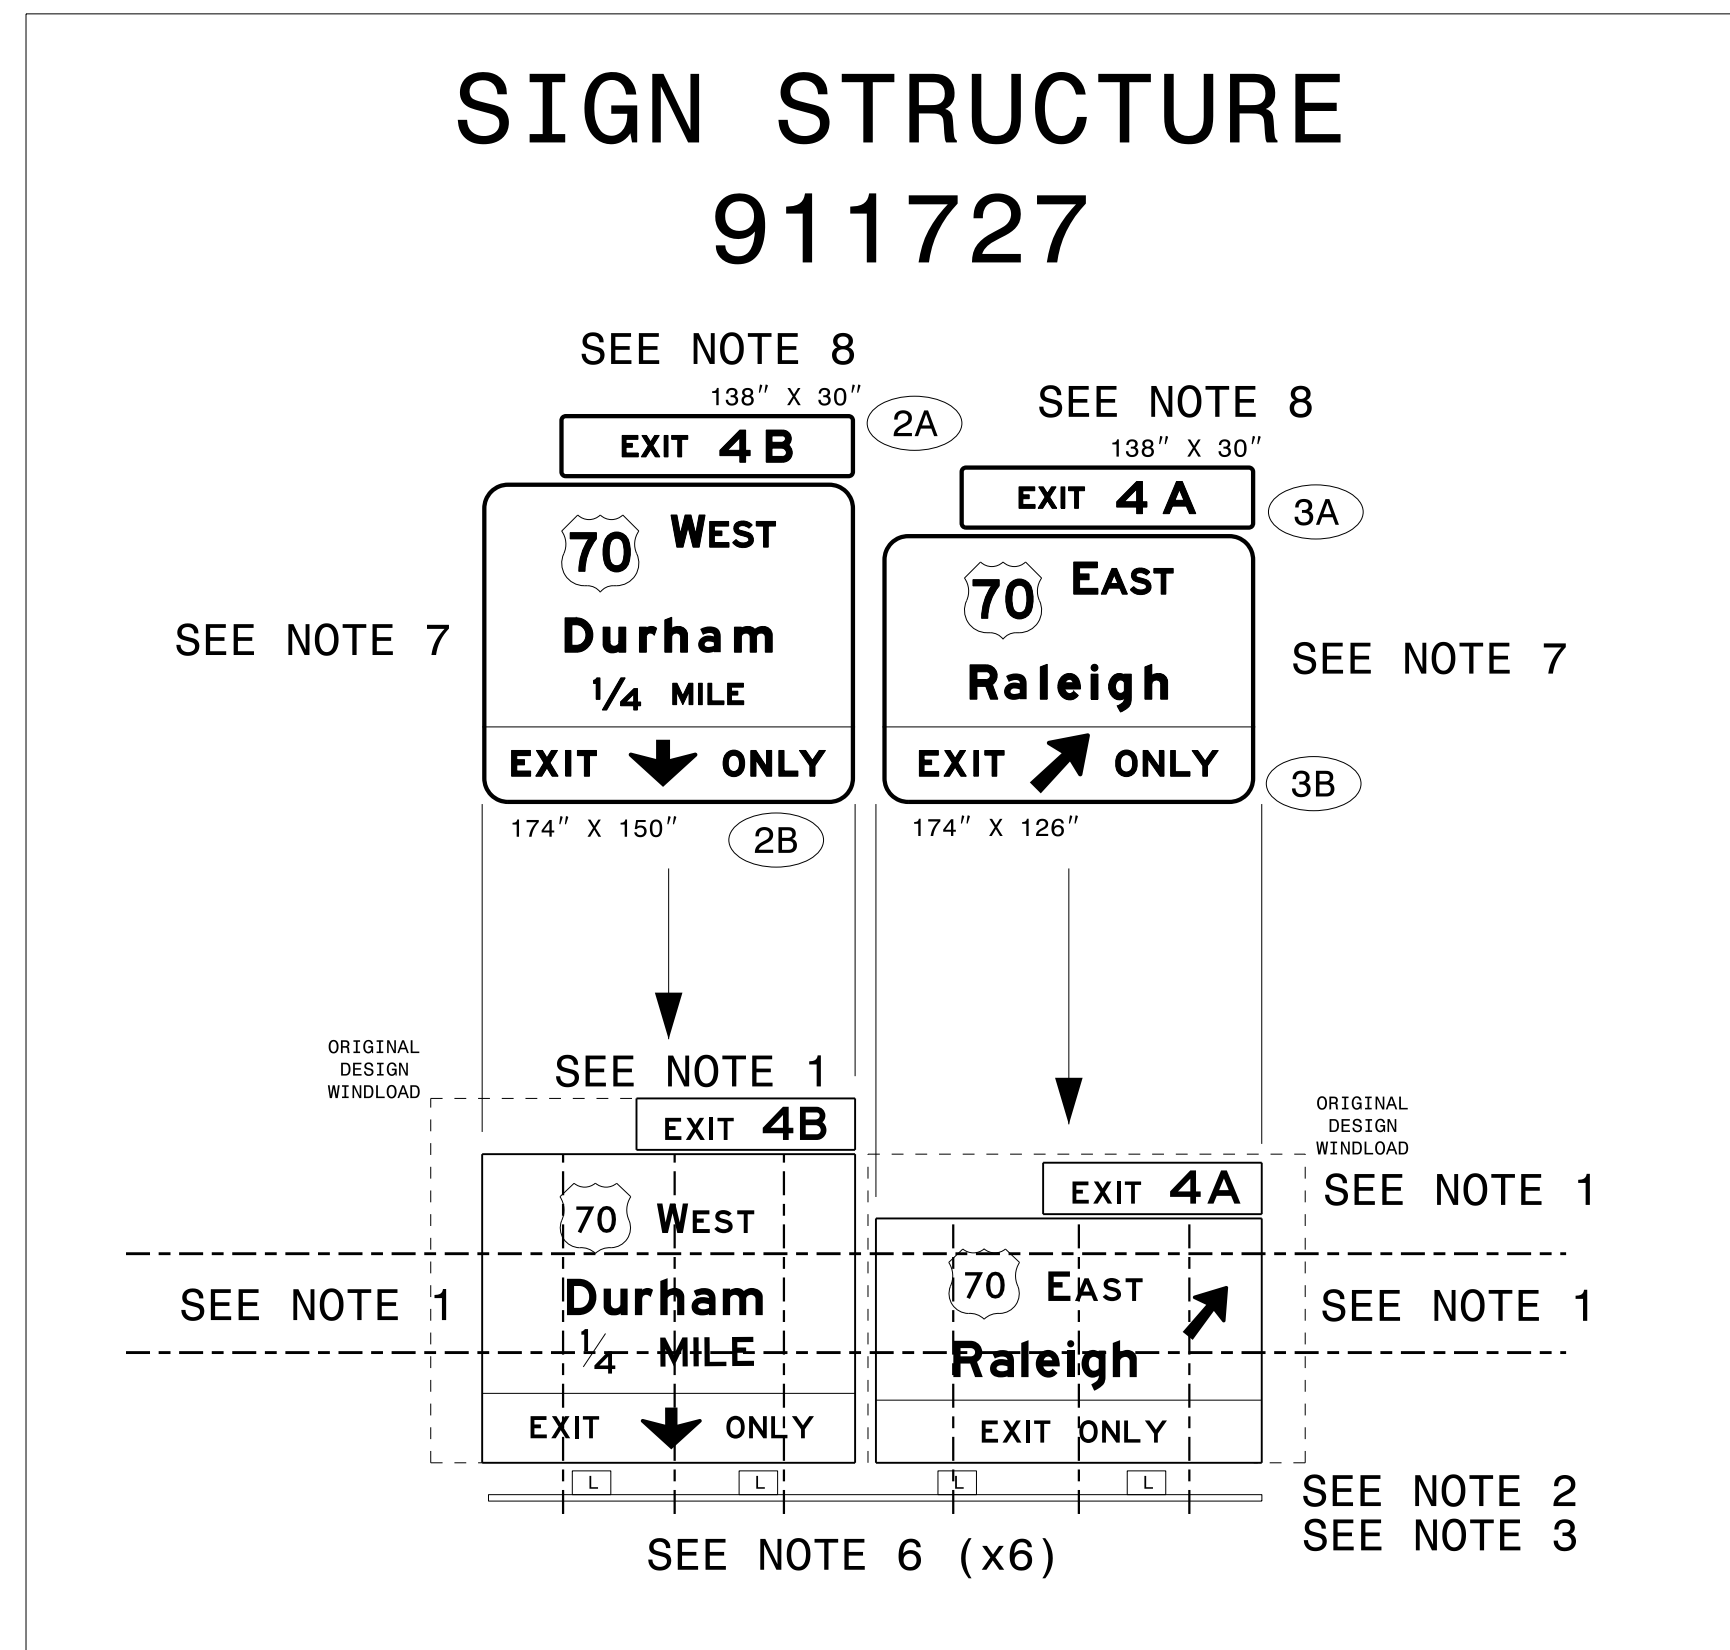 SIGN STRUCTURE
911727
SEE NOTE 8
138" X 30"
2A
EXIT 4B
SEE NOTE 8
138" X 30"
EXIT 4A
3A
70 WEST
Durham
1/4 MILE
EXIT ONLY
SEE NOTE 7
174" X 150"
2B
70 EAST
Raleigh
EXIT ONLY
SEE NOTE 7
3B
174" X 126"
ORIGINAL
DESIGN
WINDLOAD
SEE NOTE 1
EXIT 4B
ORIGINAL
DESIGN
WINDLOAD
EXIT 4A
SEE NOTE 1
70 WEST
Durham
1/4 MILE
EXIT ONLY
SEE NOTE 1
70 EAST
Raleigh
EXIT ONLY
SEE NOTE 1
L L L L
SEE NOTE 2
SEE NOTE 3
SEE NOTE 6 (x6)